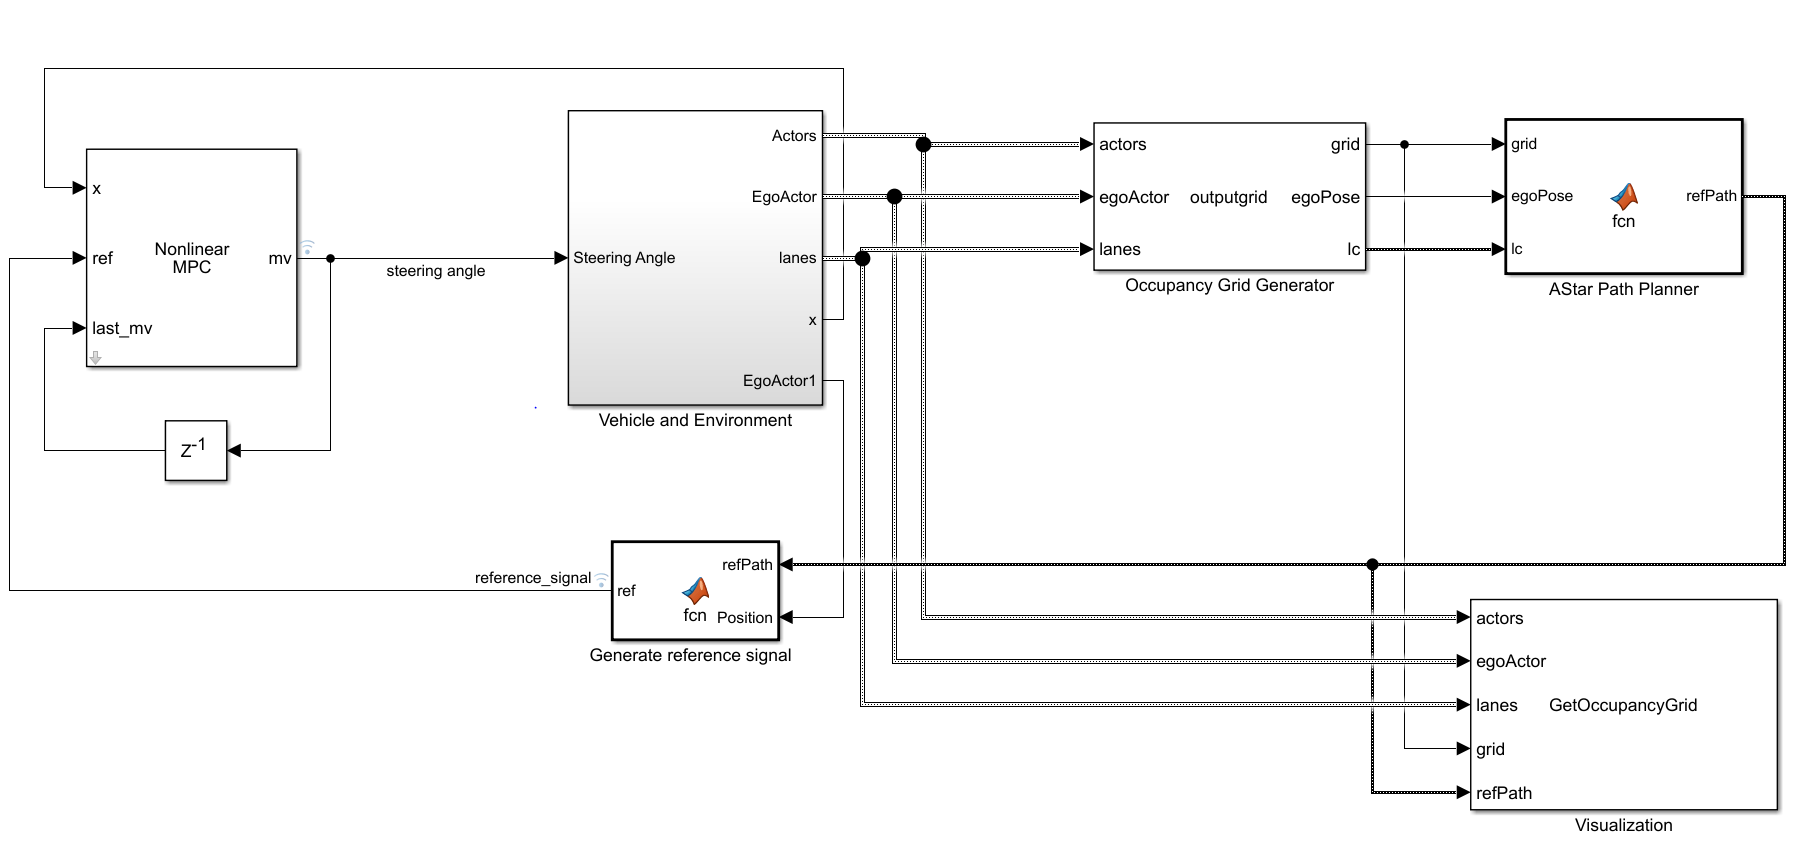 x
ref
last_mv
Nonlinear
MPC
mv
steering angle
Z-1
Steering Angle
Actors
EgoActor
lanes
x
EgoActor1
Vehicle and Environment
actors
egoActor
lanes
outputgrid
grid
egoPose
lc
Occupancy Grid Generator
grid
egoPose
lc
fcn
refPath
AStar Path Planner
reference_signal
ref
fcn
refPath
Position
Generate reference signal
actors
egoActor
lanes
grid
refPath
GetOccupancyGrid
Visualization